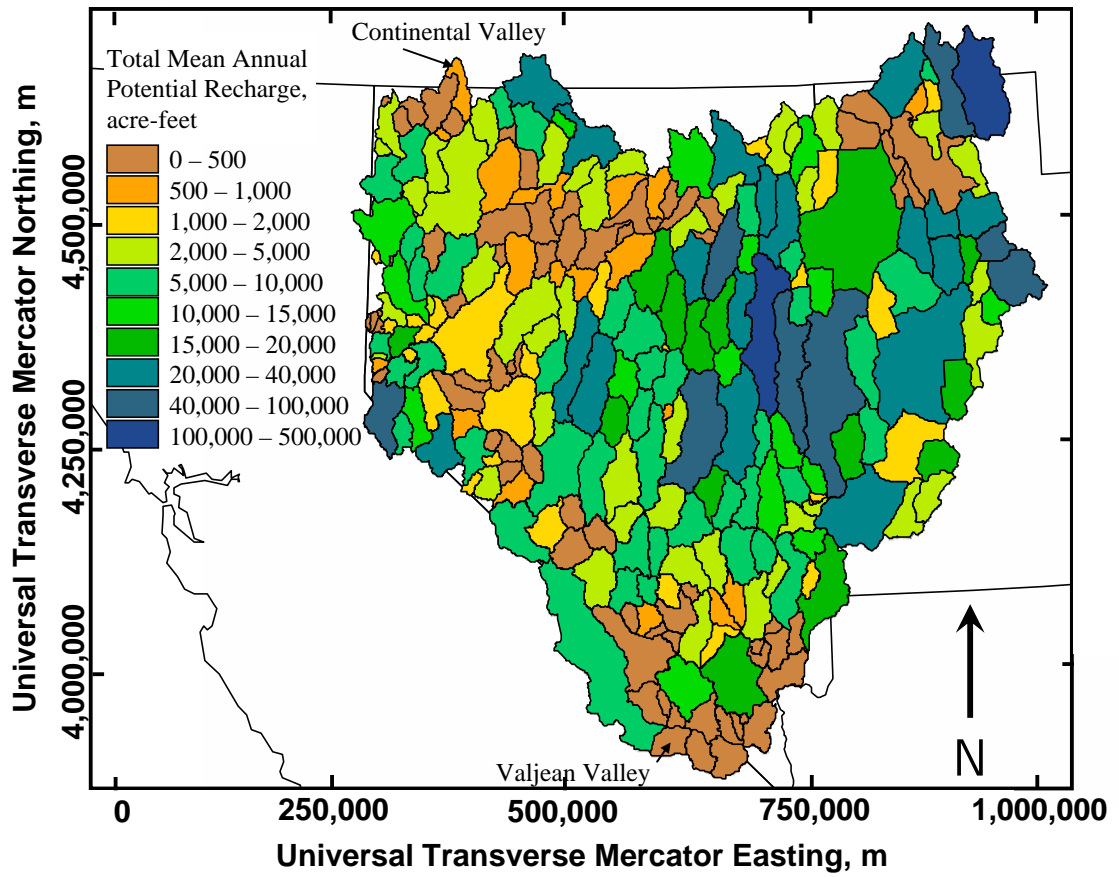 Continental Valley
Total Mean Annual
Potential Recharge,
acre-feet
0 – 500
500 – 1,000
1,000 – 2,000
2,000 – 5,000
5,000 – 10,000
10,000 – 15,000
15,000 – 20,000
20,000 – 40,000
40,000 – 100,000
100,000 – 500,000
Universal Transverse Mercator Northing, m
4,500,000
4,250,000
4,000,000
Valjean Valley
N
0
250,000
500,000
750,000
1,000,000
Universal Transverse Mercator Easting, m